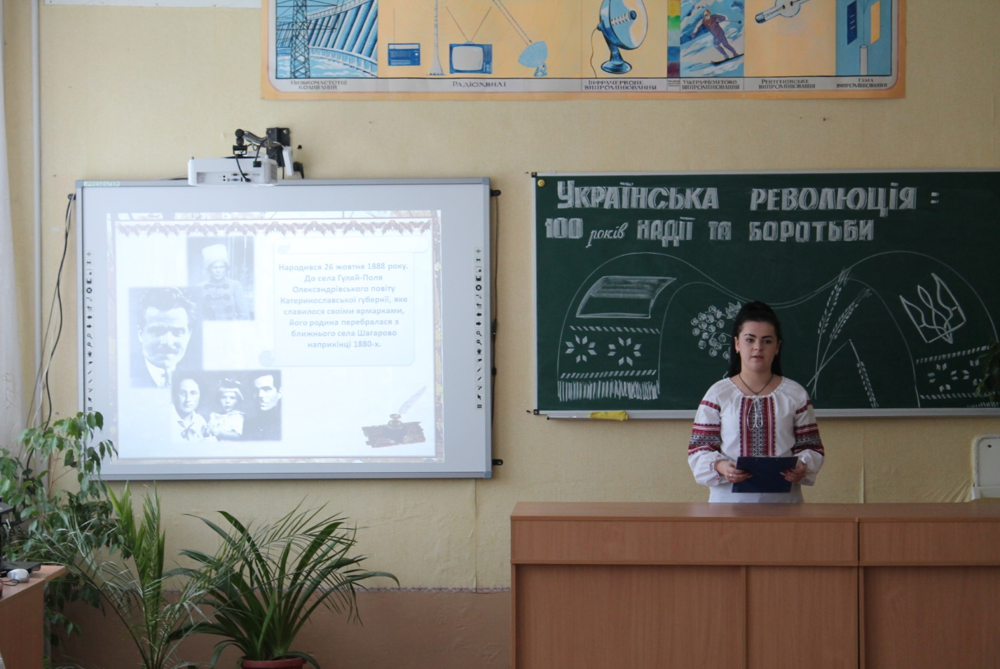 НИЗЬКОЧАСТОТНІ
КОЛИВАННЯ
РАДІОХВИЛІ
ІНФРАЧЕРВОНЕ
ВИПРОМІНЮВАННЯ
УЛЬТРАФІОЛЕТОВО
ВИПРОМІНЮВАННЯ
РЕНТГЕНІВСЬКЕ
ВИПРОМІНЮВАННЯ
ГАМА
ВИПРОМІНЮВАННЯ
PRESENTER
Народився 26 жовтня 1888 року.
До села Гуляй-Поля
Олександрівського повіту
Катеринославської губернії, яке
славилося своїми ярмарками,
його родина перебралася з
ближнього села Шагарово
наприкінці 1880-х.
УКРАЇНСЬКА РЕВОЛЮЦІЯ :
100 років НАДІЇ ТА БОРОТЬБИ